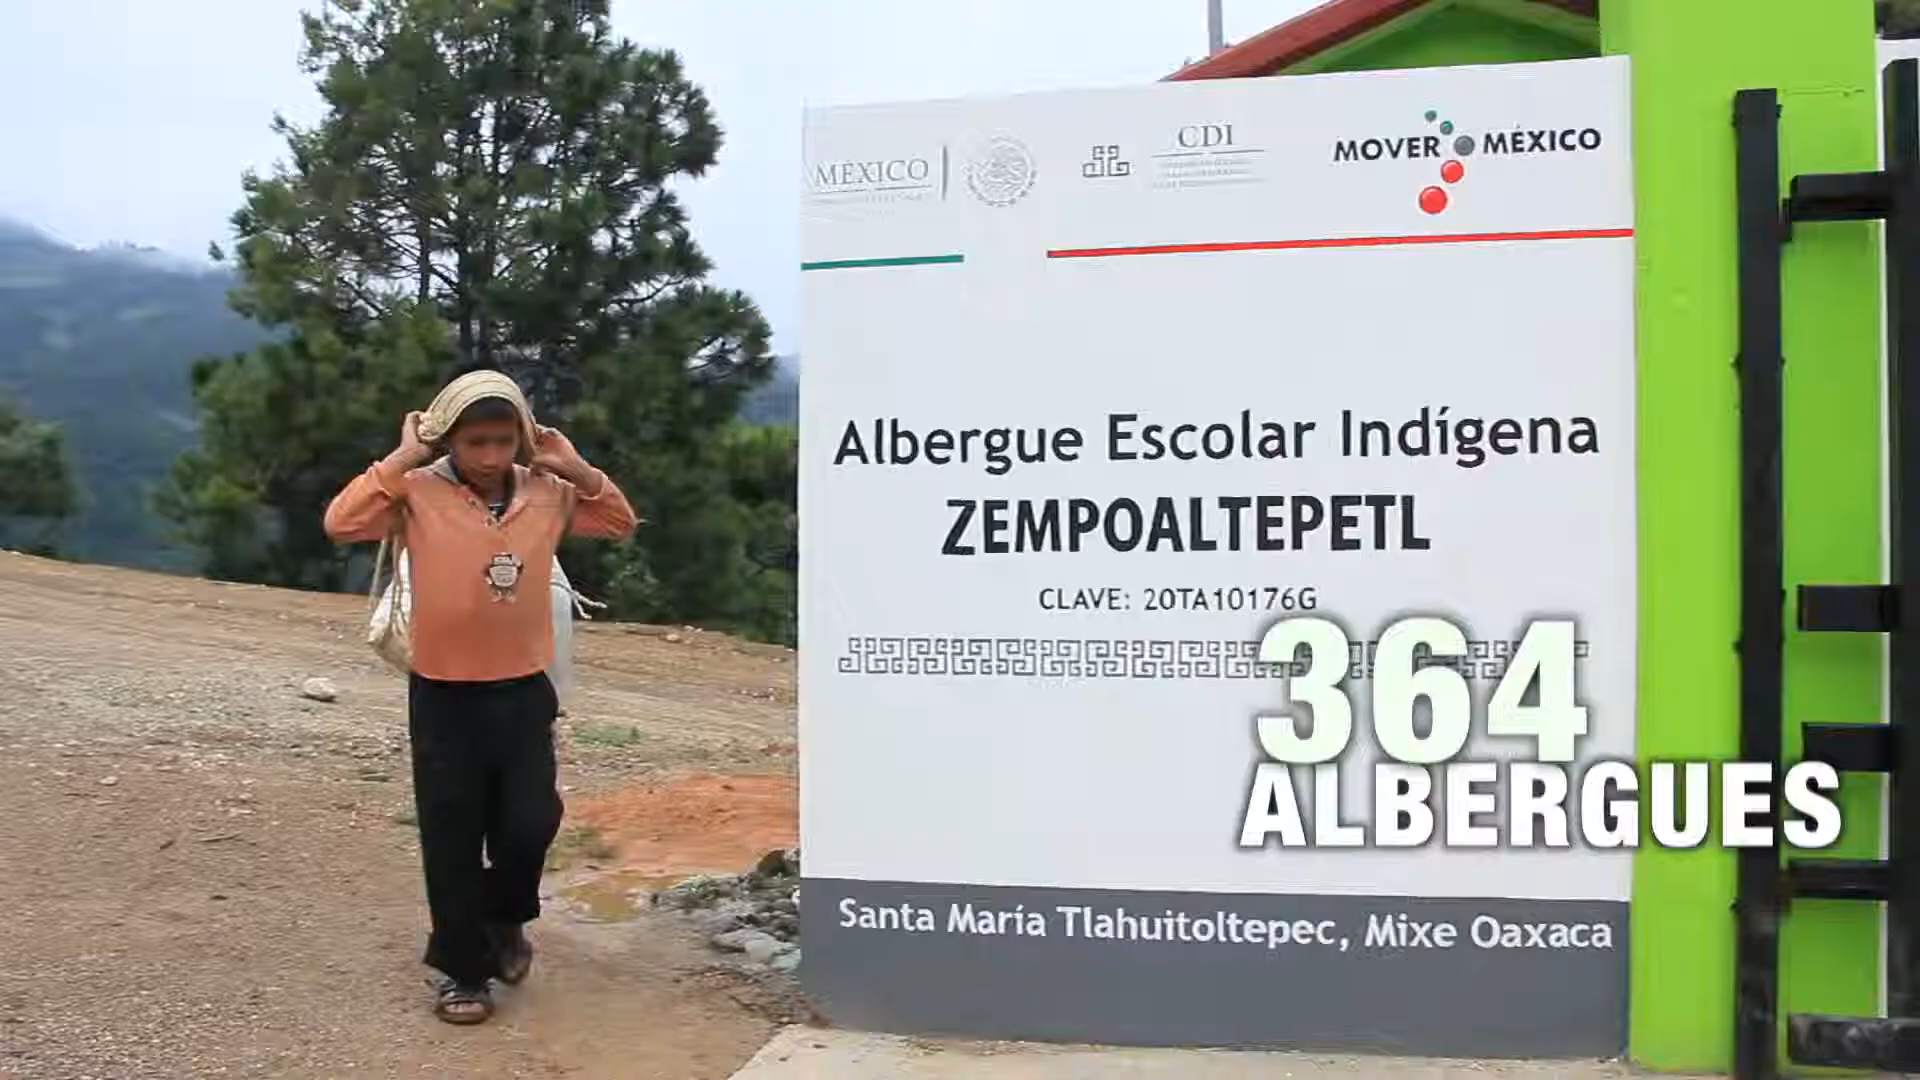 MÉXICO
CDI
MOVER MÉXICO
Albergue Escolar Indígena
ZEMPOALTEPETL
CLAVE: 20TA10176G
364
ALBERGUES
Santa María Tlahuitoltepec, Mixe Oaxaca